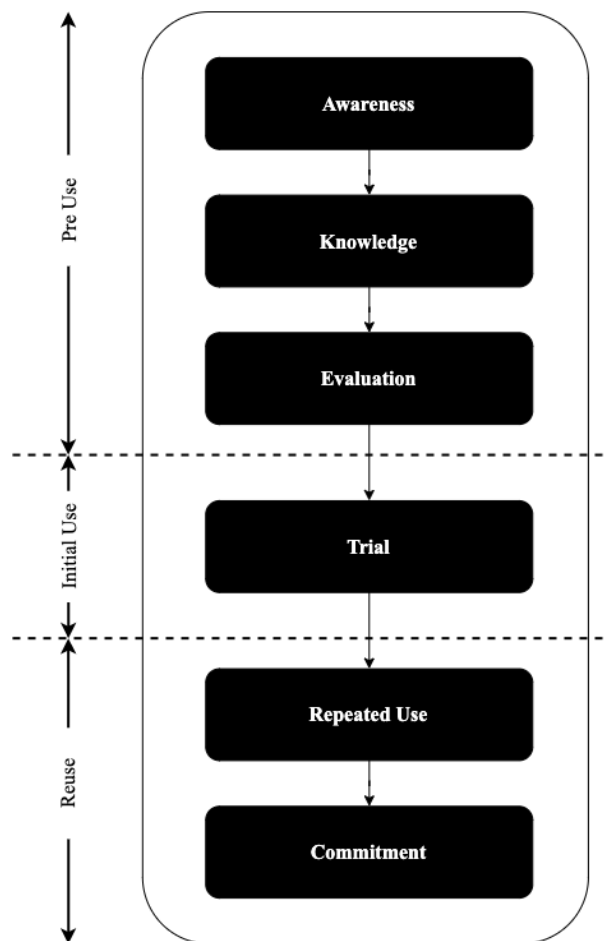 Pre Use
Awareness
Knowledge
Evaluation
Initial Use
Trial
Reuse
Repeated Use
Commitment